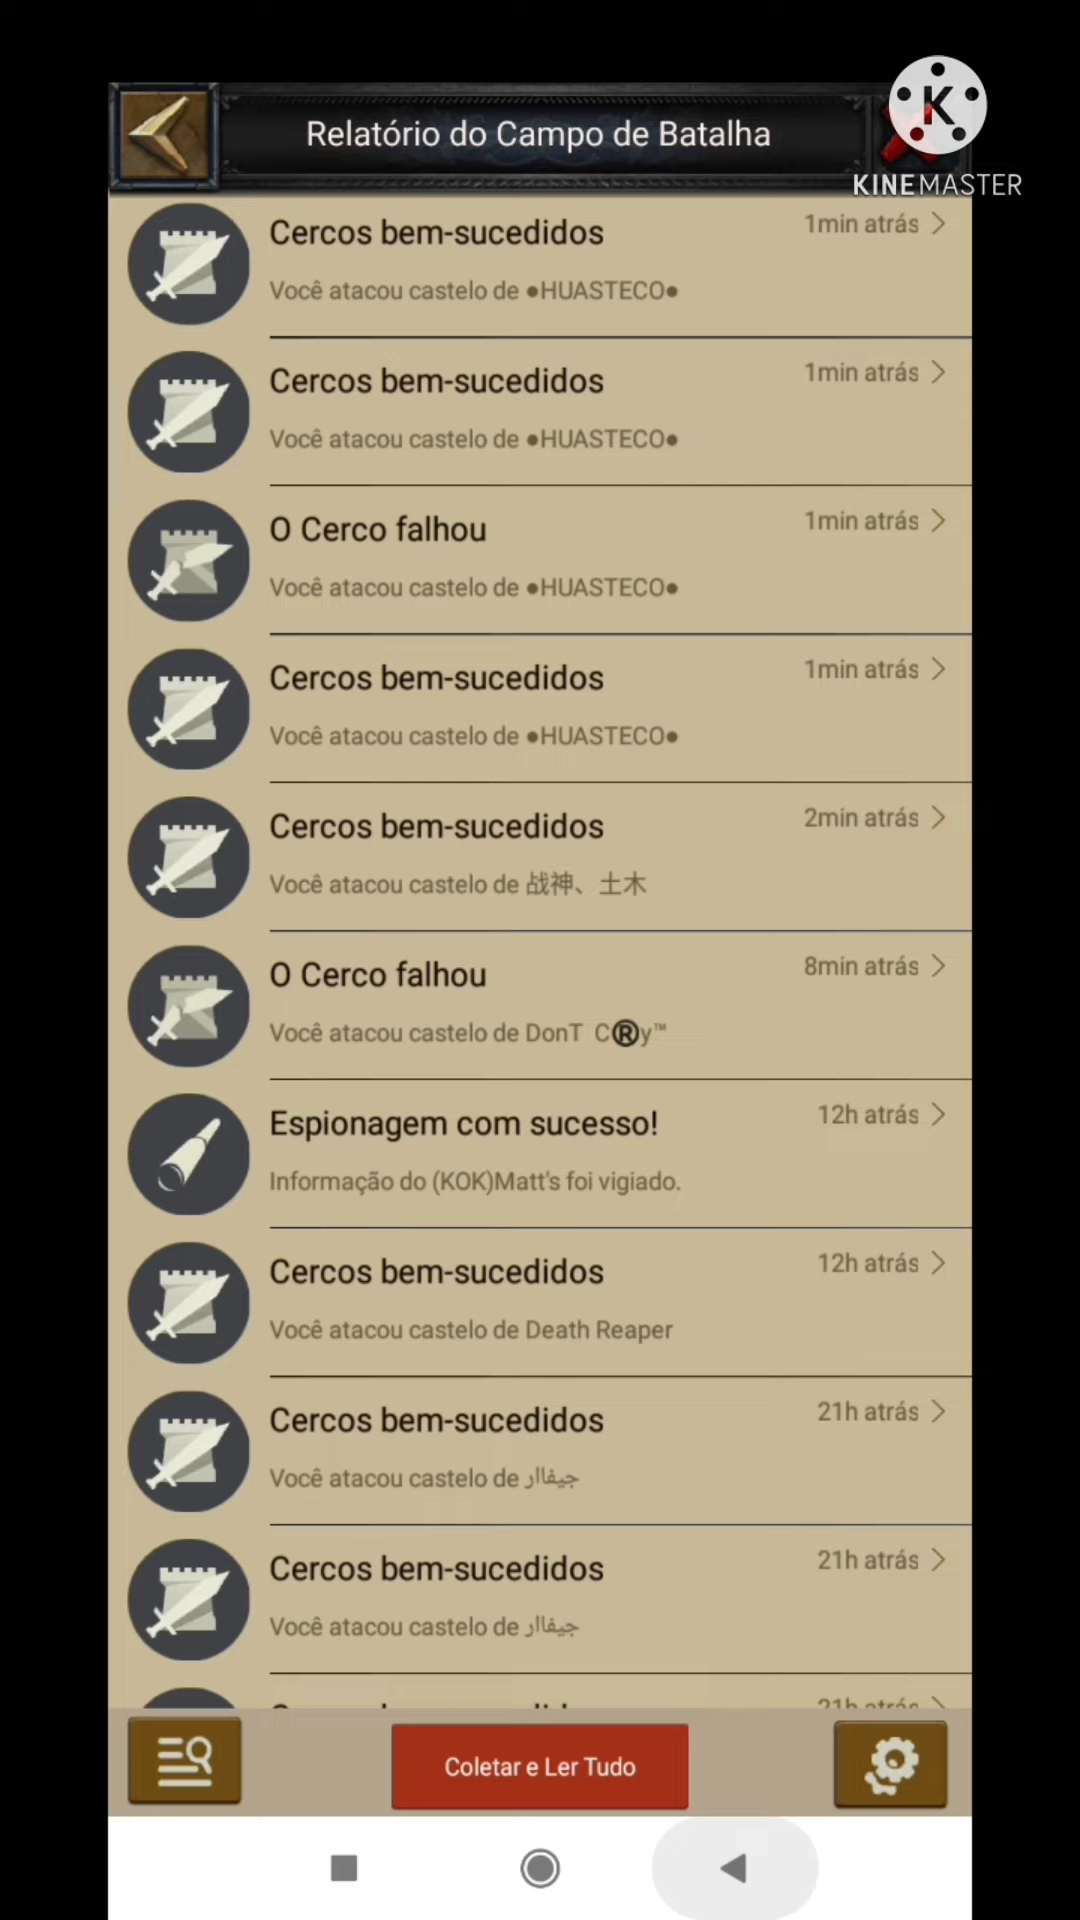 KINEMASTER
Relatório do Campo de Batalha
Cercos bem-sucedidos
1min atrás
Você atacou castelo de ●HUASTECO●
Cercos bem-sucedidos
1min atrás
Você atacou castelo de ●HUASTECO●
O Cerco falhou
1min atrás
Você atacou castelo de ●HUASTECO●
Cercos bem-sucedidos
1min atrás
Você atacou castelo de ●HUASTECO●
Cercos bem-sucedidos
2min atrás
Você atacou castelo de 战神、土木
O Cerco falhou
8min atrás
Você atacou castelo de DonT C®y™
Espionagem com sucesso!
12h atrás
Informação do (KOK)Matt's foi vigiado.
Cercos bem-sucedidos
12h atrás
Você atacou castelo de Death Reaper
Cercos bem-sucedidos
21h atrás
Você atacou castelo de جيفاار
Cercos bem-sucedidos
21h atrás
Você atacou castelo de جيفاار
21h atrás
Coletar e Ler Tudo